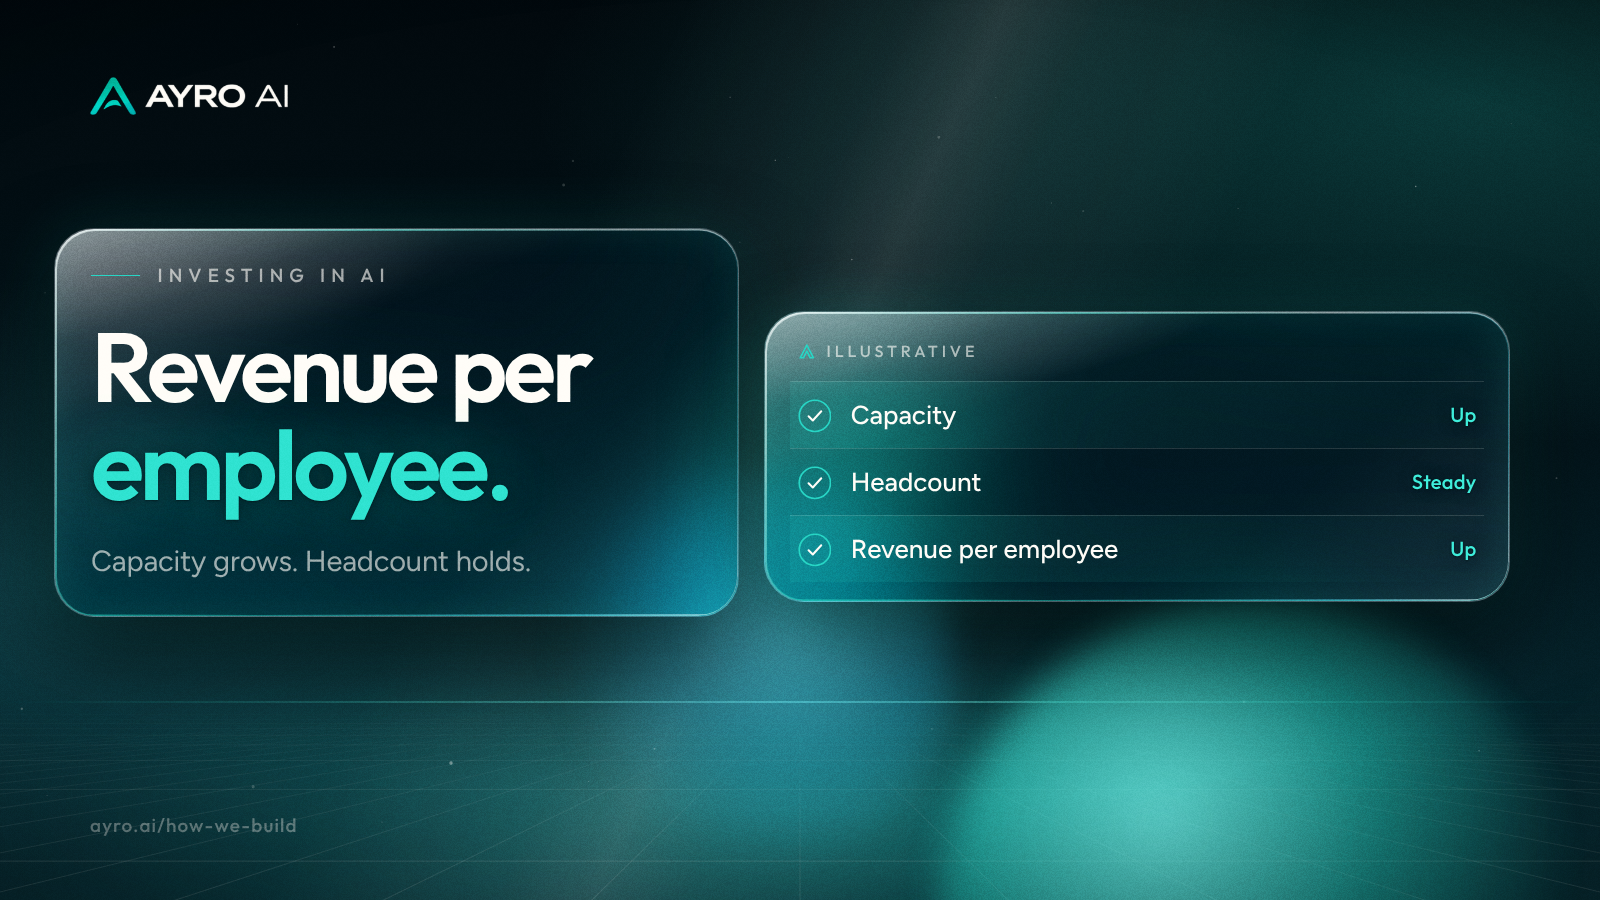 AYRO AI
INVESTING IN AI
Revenue per
employee.
Capacity grows. Headcount holds.
ILLUSTRATIVE
Capacity Up
Headcount Steady
Revenue per employee Up
ayro.ai/how-we-build